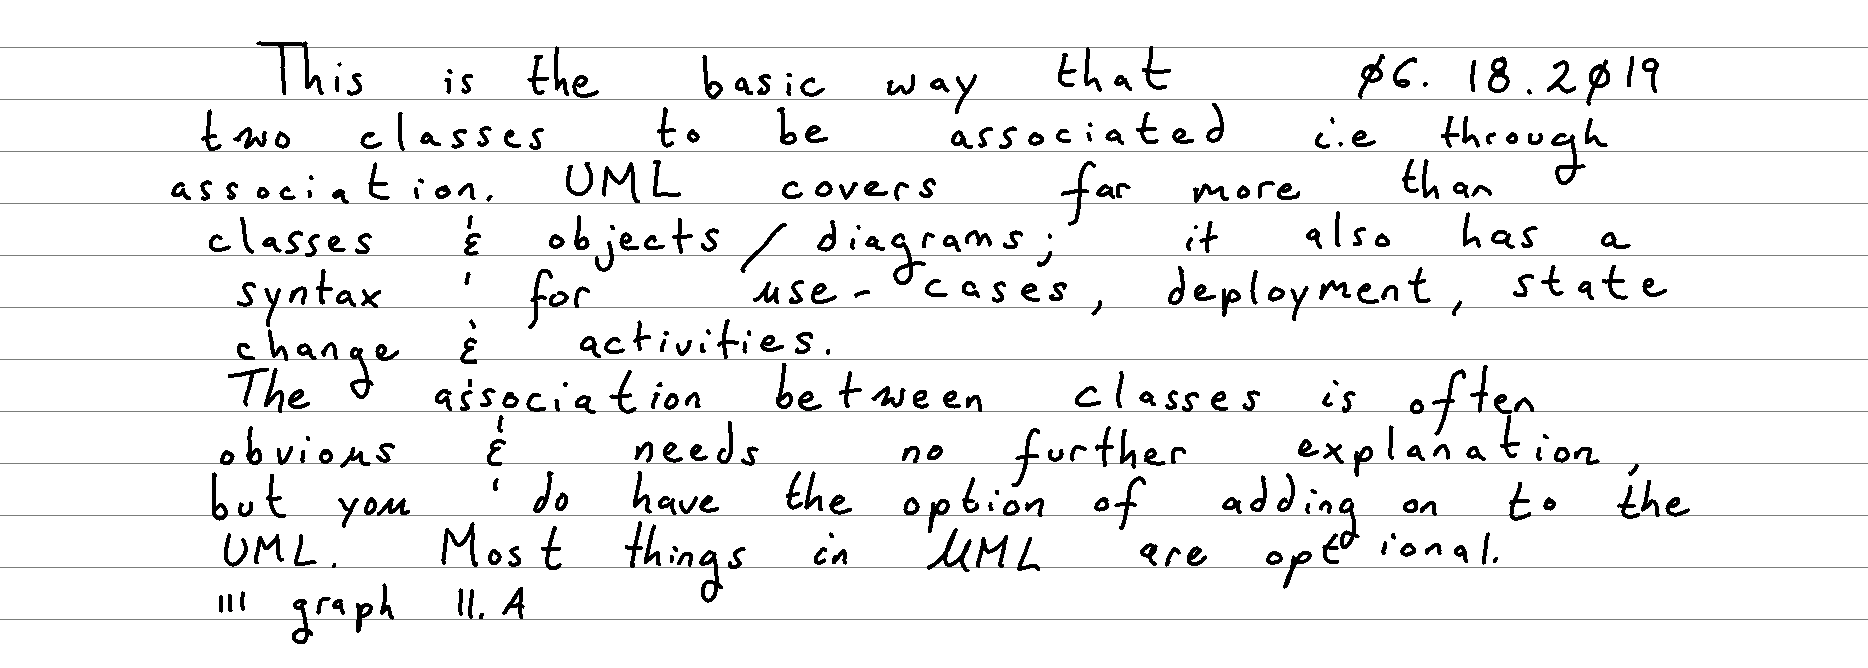 This is the basic way that 06.18.2019
two classes to be associated i.e through
association. UML covers far more than
classes & objects / diagrams; it also has a
syntax for use-cases, deployment, state
change & activities.
The association between classes is often
obvious & needs no further explanation,
but you do have the option of adding on to the
UML. Most things in UML are optional.
III graph II. A